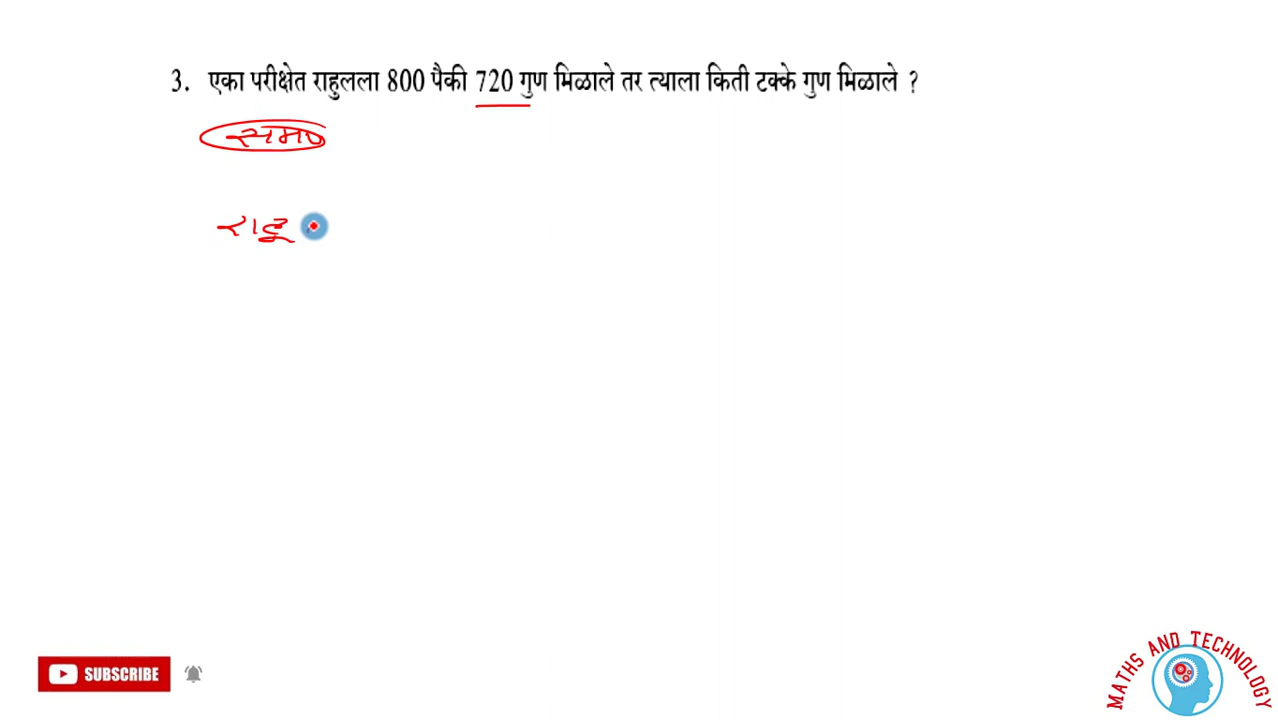 3. एका परीक्षेत राहुलला 800 पैकी 720 गुण मिळाले तर त्याला किती टक्के गुण मिळाले ?
राहू
SUBSCRIBE
MATHS AND TECHNOLOGY